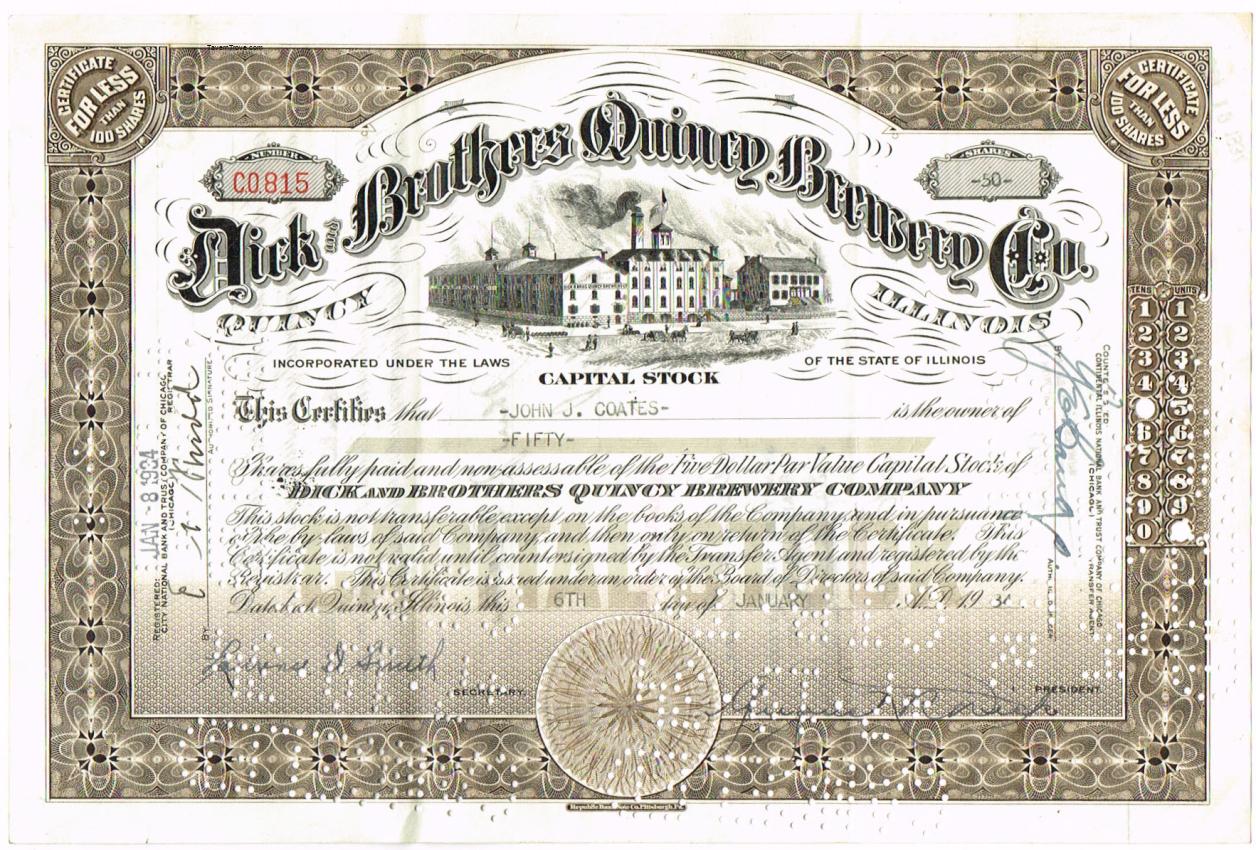 TavernTrove.com
CERTIFICATE FOR LESS THAN 100 SHARES
CERTIFICATE FOR LESS THAN 100 SHARES
NUMBER
CO815
SHARES
-50-
Dick and Brothers Quincy Brewery Co.
QUINCY
ILLINOIS
INCORPORATED UNDER THE LAWS OF THE STATE OF ILLINOIS
CAPITAL STOCK
This Certifies that -JOHN J. COATES- is the owner of
-FIFTY-
Shares fully paid and non-assessable of the Five Dollar Par Value Capital Stock of
DICK AND BROTHERS QUINCY BREWERY COMPANY
This stock is not transferable except on the books of the Company and in pursuance
of the by-laws of said Company and then only on return of the Certificate. This
Certificate is not valid until countersigned by the Transfer Agent and registered by the
Registrar. This Certificate is issued under an order of the Board of Directors of said Company.
Dated at Quincy, Illinois this 6TH day of JANUARY A.D. 19 34.
SECRETARY.
PRESIDENT
REGISTERED:
CITY NATIONAL BANK AND TRUST COMPANY OF CHICAGO
(CHICAGO) REGISTRAR
JAN -8 1934
BY
AUTHORIZED SIGNATURE
COUNTERSIGNED
CONTINENTAL ILLINOIS NATIONAL BANK AND TRUST COMPANY OF CHICAGO
(CHICAGO) TRANSFER AGENT
BY
TENS UNITS
1 1
2 2
3 3
4 4
5
6 6
7 7
8 8
9 9
0
Republic Bank Note Co. Pittsburgh, Pa.